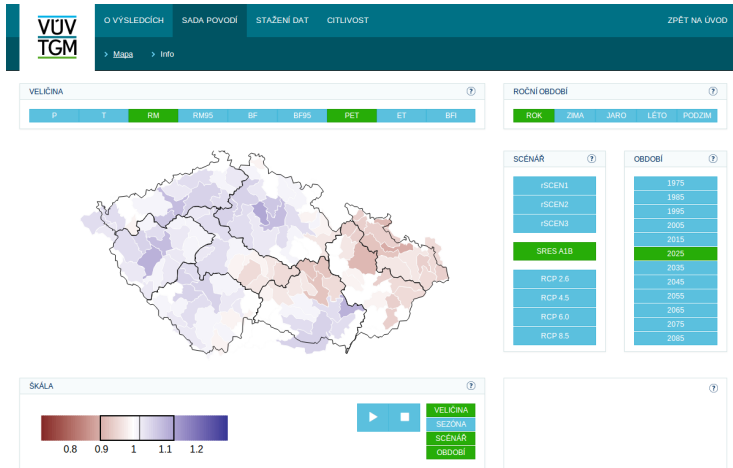 VÚV
TGM
O VÝSLEDCÍCH SADA POVODÍ STAŽENÍ DAT CITLIVOST ZPĚT NA ÚVOD
> Mapa > Info
VELIČINA ?
P T RM RM95 BF BF95 PET ET BFI
ROČNÍ OBDOBÍ ?
ROK ZIMA JARO LÉTO PODZIM
SCÉNÁŘ ?
rSCEN1
rSCEN2
rSCEN3
SRES A1B
RCP 2.6
RCP 4.5
RCP 6.0
RCP 8.5
OBDOBÍ ?
1975
1985
1995
2005
2015
2025
2035
2045
2055
2065
2075
2085
ŠKÁLA ?
0.8 0.9 1 1.1 1.2
VELIČINA
SEZÓNA
SCÉNÁŘ
OBDOBÍ
?